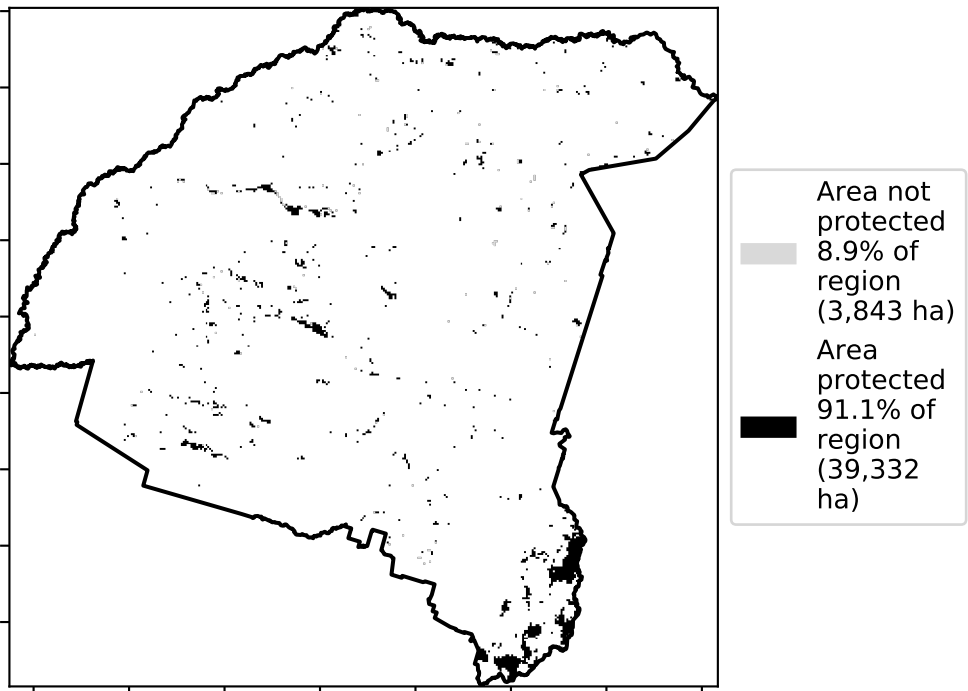 Area not
protected
8.9% of
region
(3,843 ha)
Area
protected
91.1% of
region
(39,332
ha)